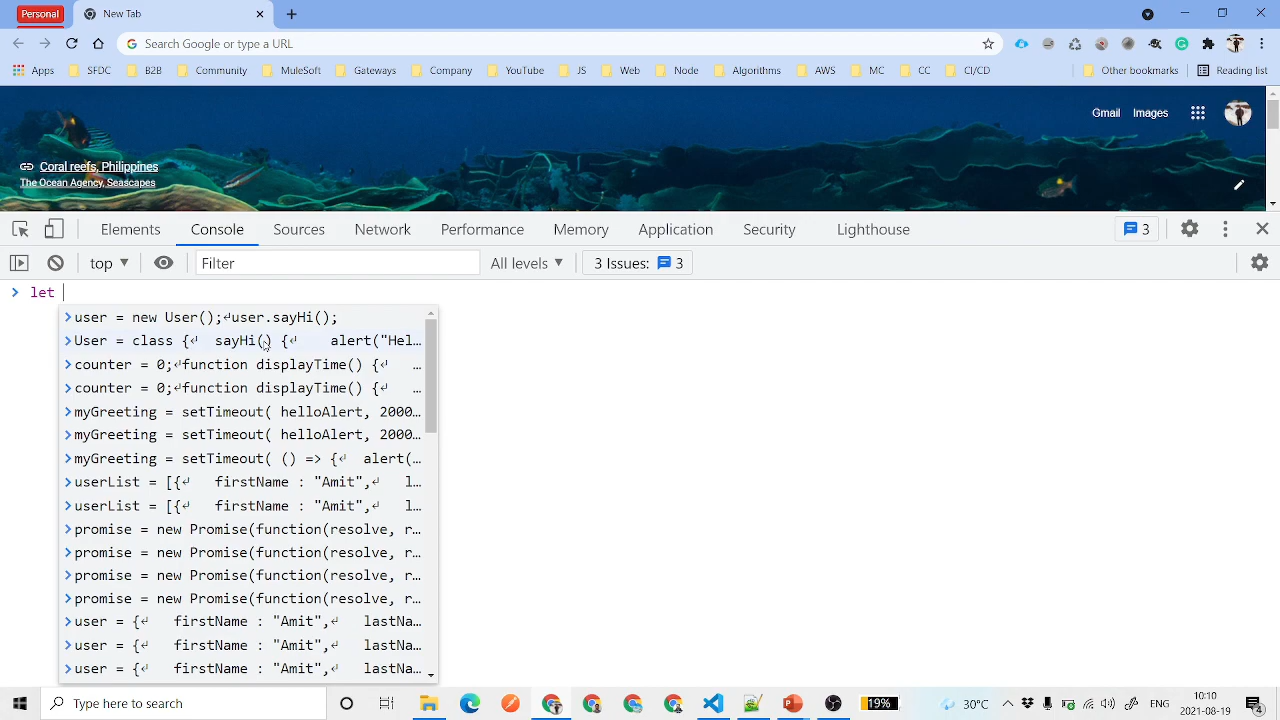 Personal
New Tab
Search Google or type a URL
Apps SFDC B2B Community MuleSoft Gateways Company YouTube JS Web Node Algorithms AWS MC CC CI/CD Other bookmarks Reading list
Gmail Images
Coral reefs, Philippines
The Ocean Agency, Seascapes
Elements Console Sources Network Performance Memory Application Security Lighthouse 3
top Filter All levels 3 Issues: 3
let
user = new User();↵user.sayHi();
User = class {↵  sayHi() {↵    alert("Hel…
counter = 0;↵function displayTime() {↵   …
counter = 0;↵function displayTime() {↵   …
myGreeting = setTimeout( helloAlert, 2000…
myGreeting = setTimeout( helloAlert, 2000…
myGreeting = setTimeout( () => {↵  alert(…
userList = [{↵   firstName : "Amit",↵   l…
userList = [{↵   firstName : "Amit",↵   l…
promise = new Promise(function(resolve, r…
promise = new Promise(function(resolve, r…
promise = new Promise(function(resolve, r…
promise = new Promise(function(resolve, r…
user = {↵   firstName : "Amit",↵   lastNa…
user = {↵   firstName : "Amit",↵   lastNa…
user = {↵   firstName : "Amit",↵   lastNa…
Type here to search 19% 30°C ENG 10:10
2021-08-19 4